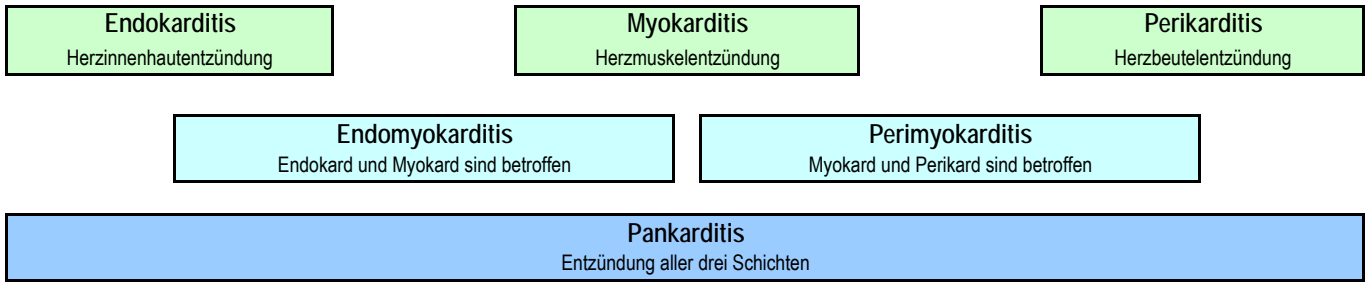 Endokarditis
Herzinnenhautentzündung
Myokarditis
Herzmuskelentzündung
Perikarditis
Herzbeutelentzündung
Endomyokarditis
Endokard und Myokard sind betroffen
Perimyokarditis
Myokard und Perikard sind betroffen
Pankarditis
Entzündung aller drei Schichten